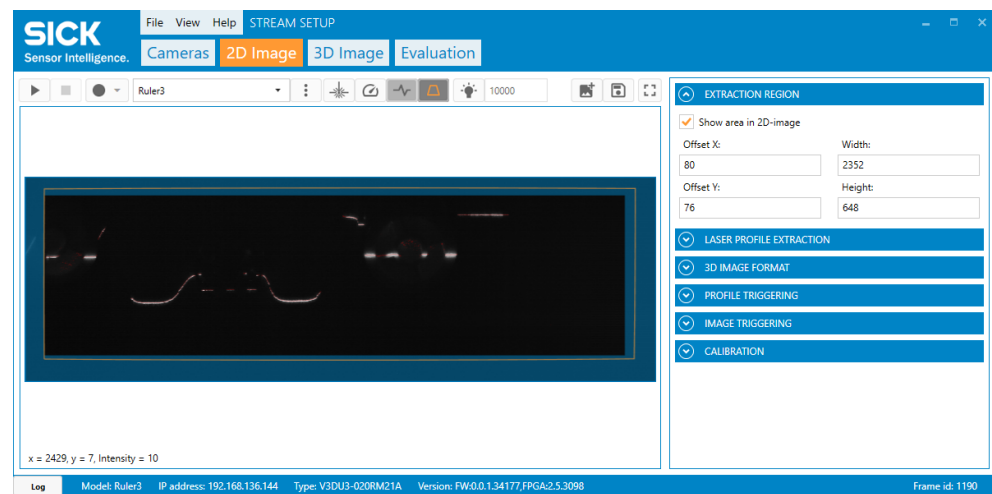 SICK
Sensor Intelligence.
File View Help STREAM SETUP
Cameras 2D Image 3D Image Evaluation
Ruler3 10000
x = 2429, y = 7, Intensity = 10
EXTRACTION REGION
Show area in 2D-image
Offset X: Width:
80 2352
Offset Y: Height:
76 648
LASER PROFILE EXTRACTION
3D IMAGE FORMAT
PROFILE TRIGGERING
IMAGE TRIGGERING
CALIBRATION
Log Model: Ruler3 IP address: 192.168.136.144 Type: V3DU3-020RM21A Version: FW:0.0.1.34177,FPGA:2.5.3098 Frame id: 1190